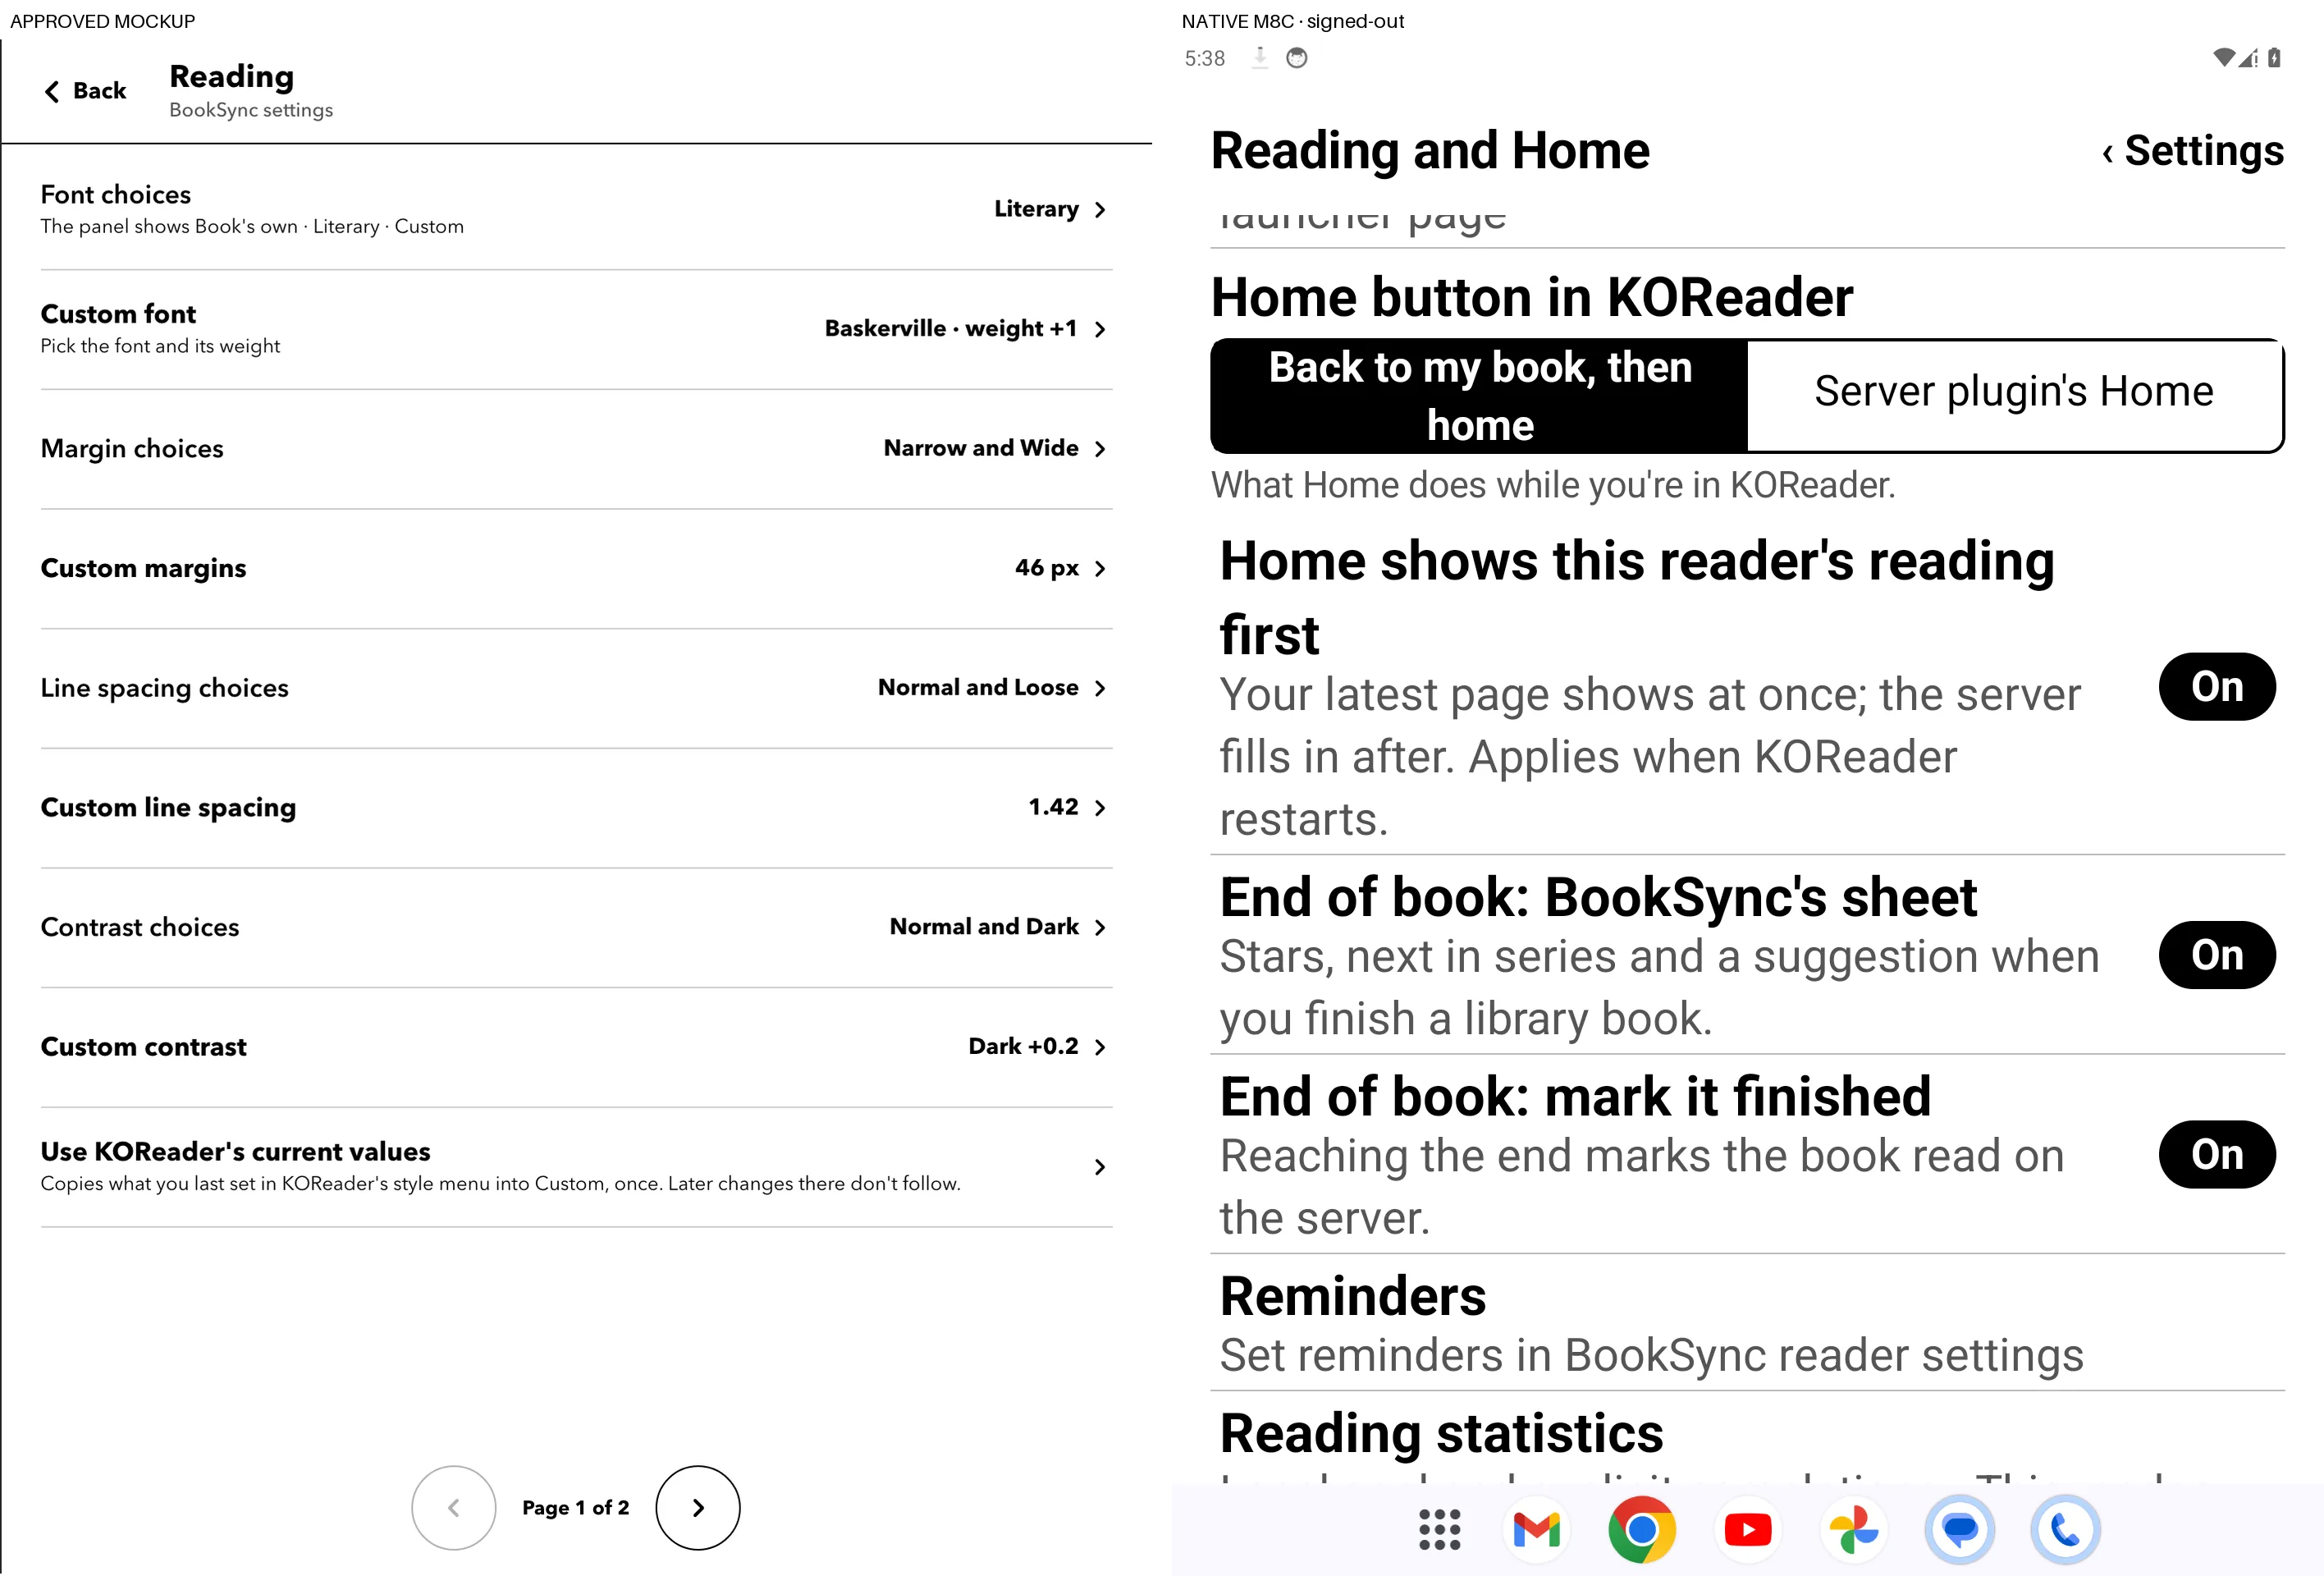 APPROVED MOCKUP
Back
Reading
BookSync settings
Font choices
The panel shows Book's own · Literary · Custom
Literary
Custom font
Pick the font and its weight
Baskerville · weight +1
Margin choices
Narrow and Wide
Custom margins
46 px
Line spacing choices
Normal and Loose
Custom line spacing
1.42
Contrast choices
Normal and Dark
Custom contrast
Dark +0.2
Use KOReader's current values
Copies what you last set in KOReader's style menu into Custom, once. Later changes there don't follow.
Page 1 of 2
NATIVE M8C · signed-out
5:38
Reading and Home
‹ Settings
launcher page
Home button in KOReader
Back to my book, then
home
Server plugin's Home
What Home does while you're in KOReader.
Home shows this reader's reading
first
Your latest page shows at once; the server
fills in after. Applies when KOReader
restarts.
On
End of book: BookSync's sheet
Stars, next in series and a suggestion when
you finish a library book.
On
End of book: mark it finished
Reaching the end marks the book read on
the server.
On
Reminders
Set reminders in BookSync reader settings
Reading statistics